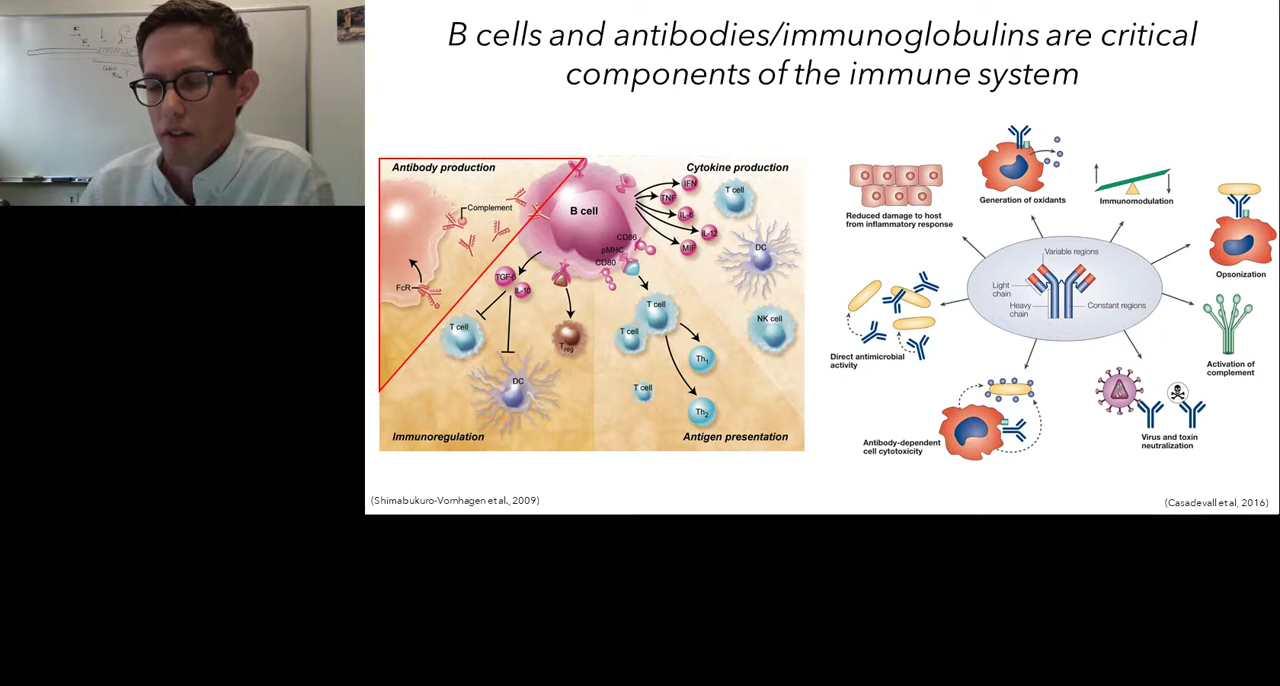 B cells and antibodies/immunoglobulins are critical
components of the immune system
Antibody production
Cytokine production
Complement
B cell
IFN
TNF
IL-6
IL-12
MIF
T cell
CD86
pMHC
CD80
DC
FcR
TGF-β
IL-10
T cell
Treg
T cell
T cell
NK cell
Th1
DC
T cell
Th2
Immunoregulation
Antigen presentation
(Shimabukuro-Vornhagen et al., 2009)
Generation of oxidants
Immunomodulation
Reduced damage to host
from inflammatory response
Opsonization
Variable regions
Light
chain
Heavy
chain
Constant regions
Direct antimicrobial
activity
Activation of
complement
Antibody-dependent
cell cytotoxicity
Virus and toxin
neutralization
(Casadevall et al, 2016)